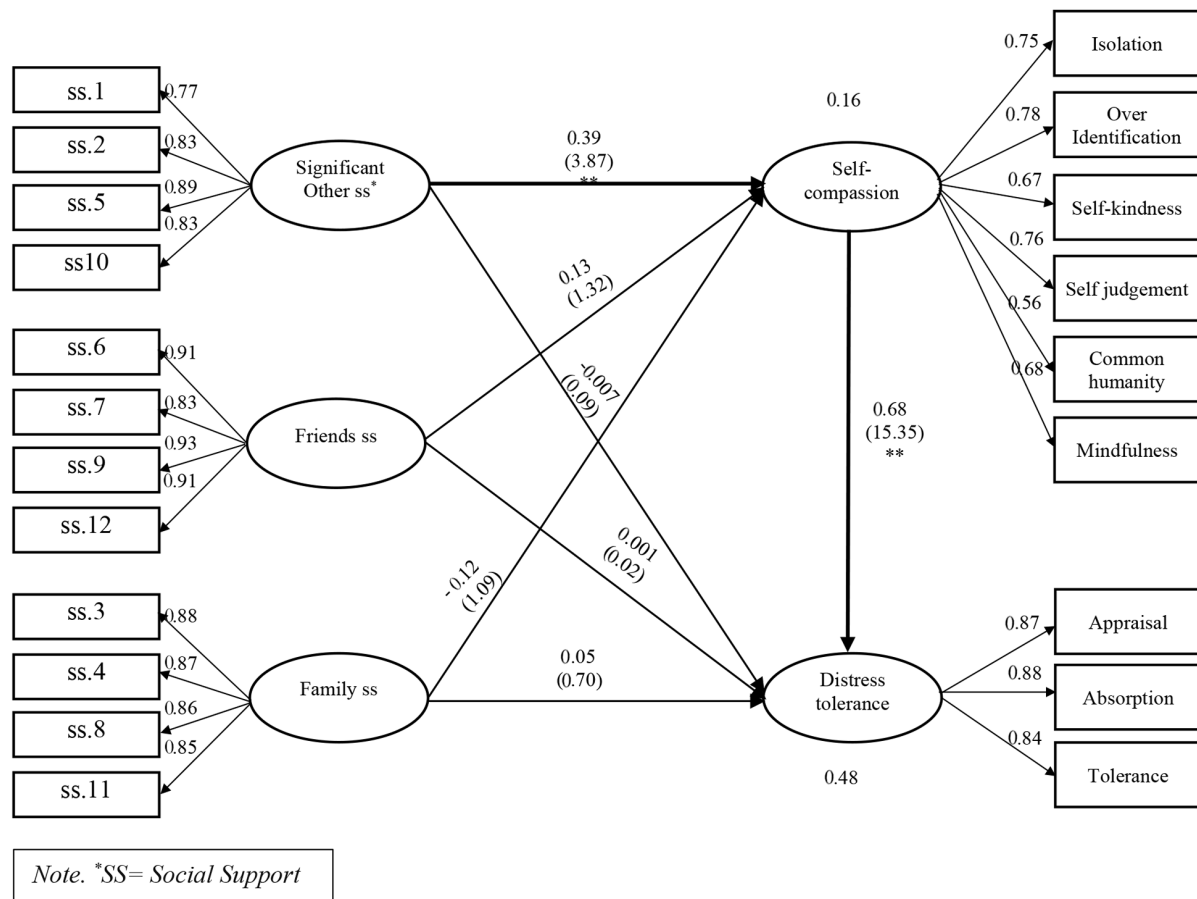 ss.1
ss.2
ss.5
ss10
0.77
0.83
0.89
0.83
Significant
Other ss*
ss.6
ss.7
ss.9
ss.12
0.91
0.83
0.93
0.91
Friends ss
ss.3
ss.4
ss.8
ss.11
0.88
0.87
0.86
0.85
Family ss
0.39
(3.87)
**
0.13
(1.32)
-0.007
(0.09)
0.001
(0.02)
- 0.12
(1.09)
0.05
(0.70)
0.16
Self-
compassion
0.68
(15.35)
**
Distress
tolerance
0.48
0.75
0.78
0.67
0.76
0.56
0.68
Isolation
Over
Identification
Self-kindness
Self judgement
Common
humanity
Mindfulness
0.87
0.88
0.84
Appraisal
Absorption
Tolerance
Note. *SS= Social Support